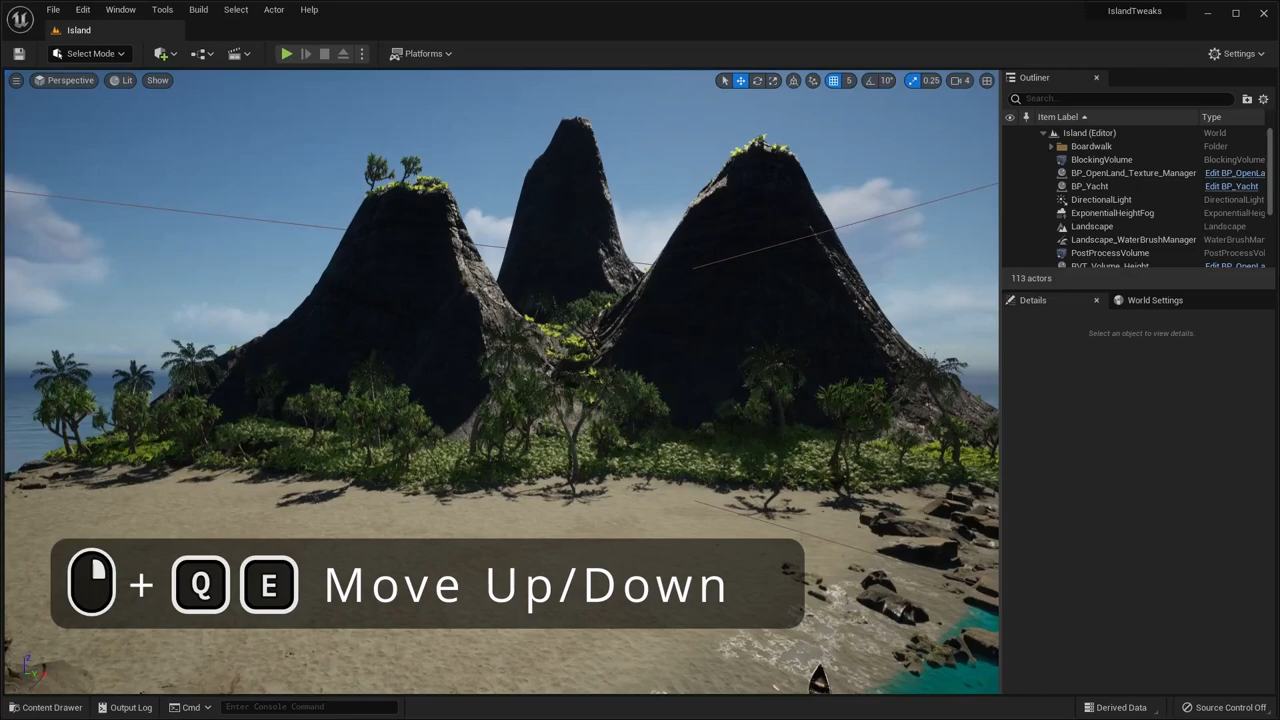 File Edit Window Tools Build Select Actor Help
IslandTweaks
Island
Select Mode
Platforms
Settings
Perspective Lit Show
5 10° 0.25 4
Outliner
Search...
Item Label Type
Island (Editor) World
Boardwalk Folder
BlockingVolume BlockingVolume
BP_OpenLand_Texture_Manager Edit BP_OpenLa
BP_Yacht Edit BP_Yacht
DirectionalLight DirectionalLight
ExponentialHeightFog ExponentialHeig
Landscape Landscape
Landscape_WaterBrushManager WaterBrushMar
PostProcessVolume PostProcessVol
RVT_Volume_Height Edit BP_OpenLa
113 actors
Details World Settings
Select an object to view details.
+ Q E Move Up/Down
Z Y
Content Drawer Output Log Cmd Enter Console Command
Derived Data Source Control Off